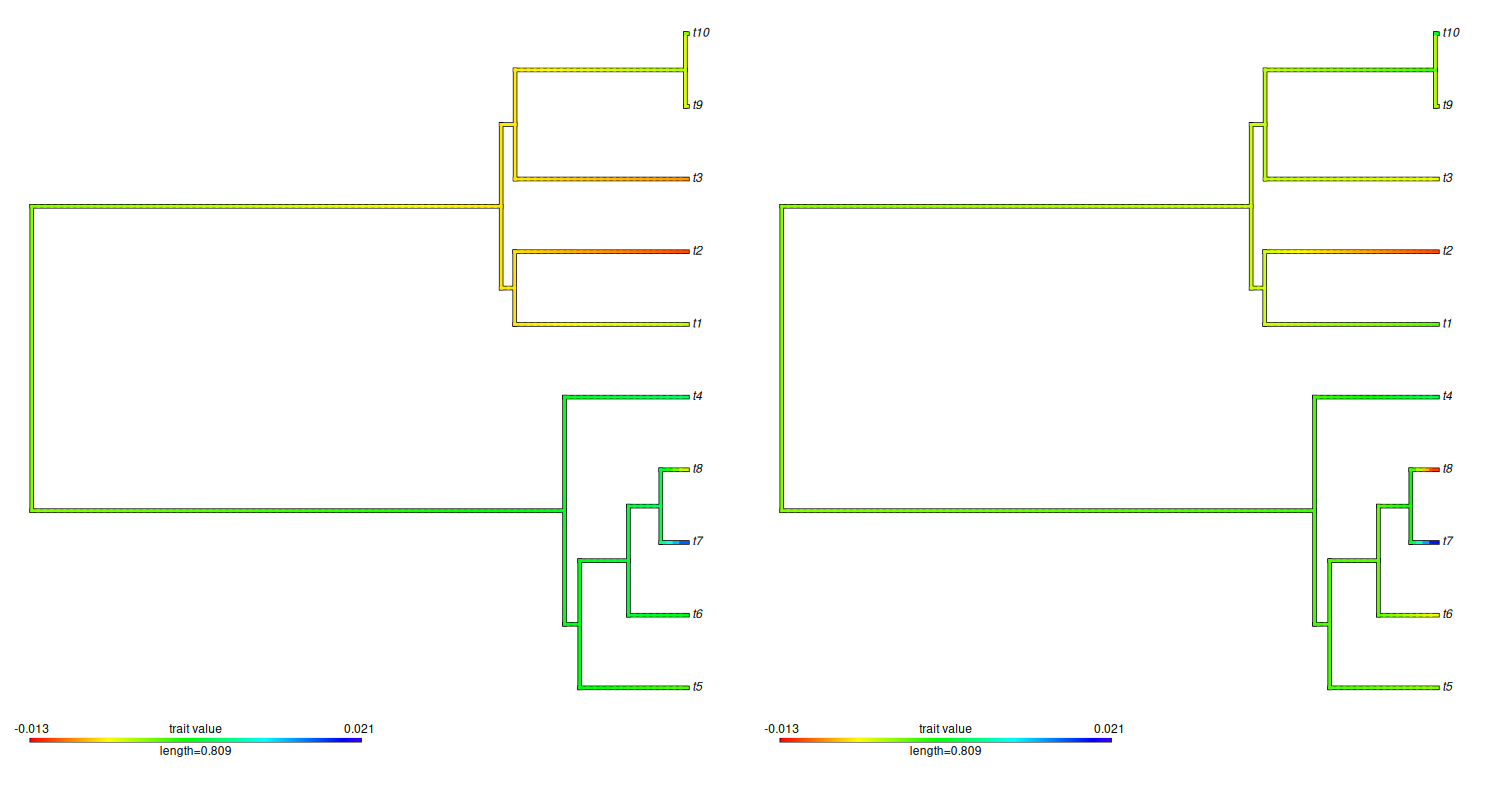 t10
t9
t3
t2
t1
t4
t8
t7
t6
t5
-0.013 trait value 0.021
length=0.809
t10
t9
t3
t2
t1
t4
t8
t7
t6
t5
-0.013 trait value 0.021
length=0.809